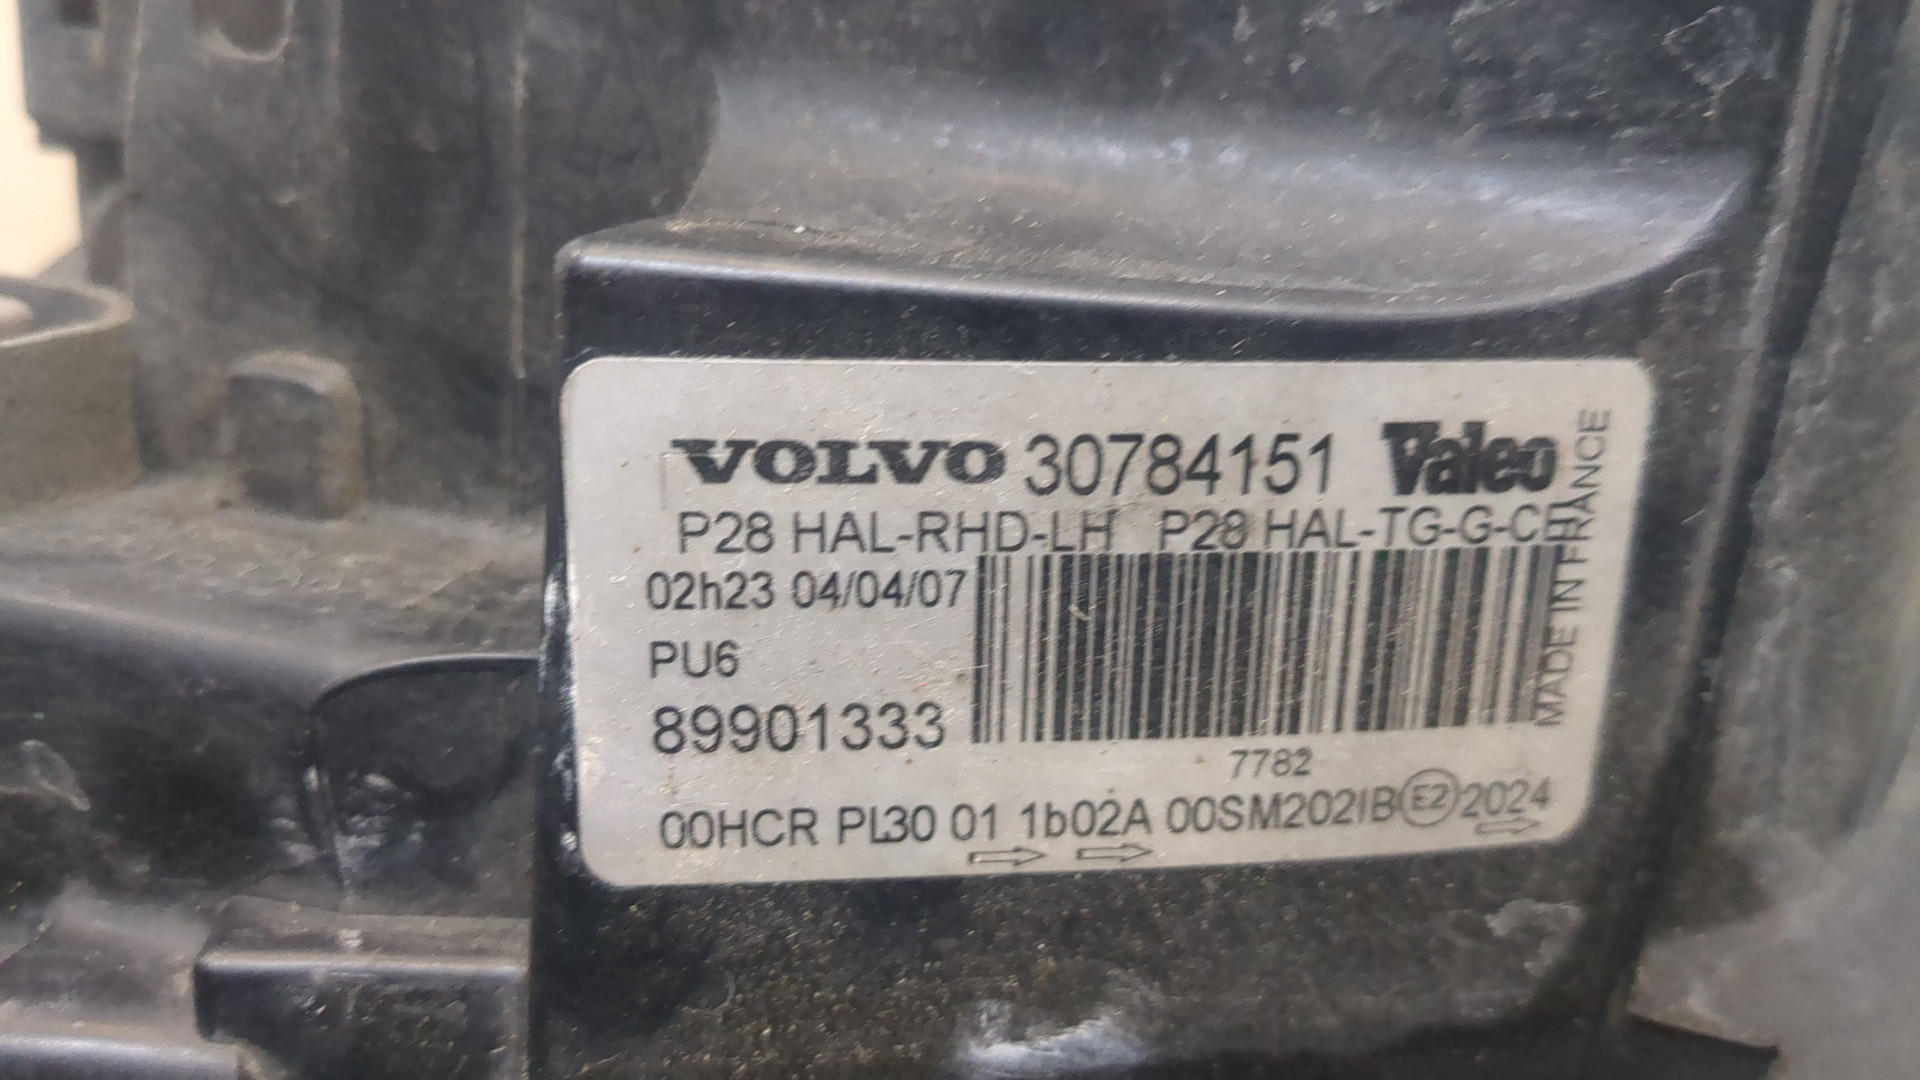 VOLVO 30784151 Valeo
P28 HAL-RHD-LH P28 HAL-TG-G-CH
02h23 04/04/07
PU6
89901333
7782
00HCR PL30 01 1b02A 00SM202IB E2 2024
MADE IN FRANCE